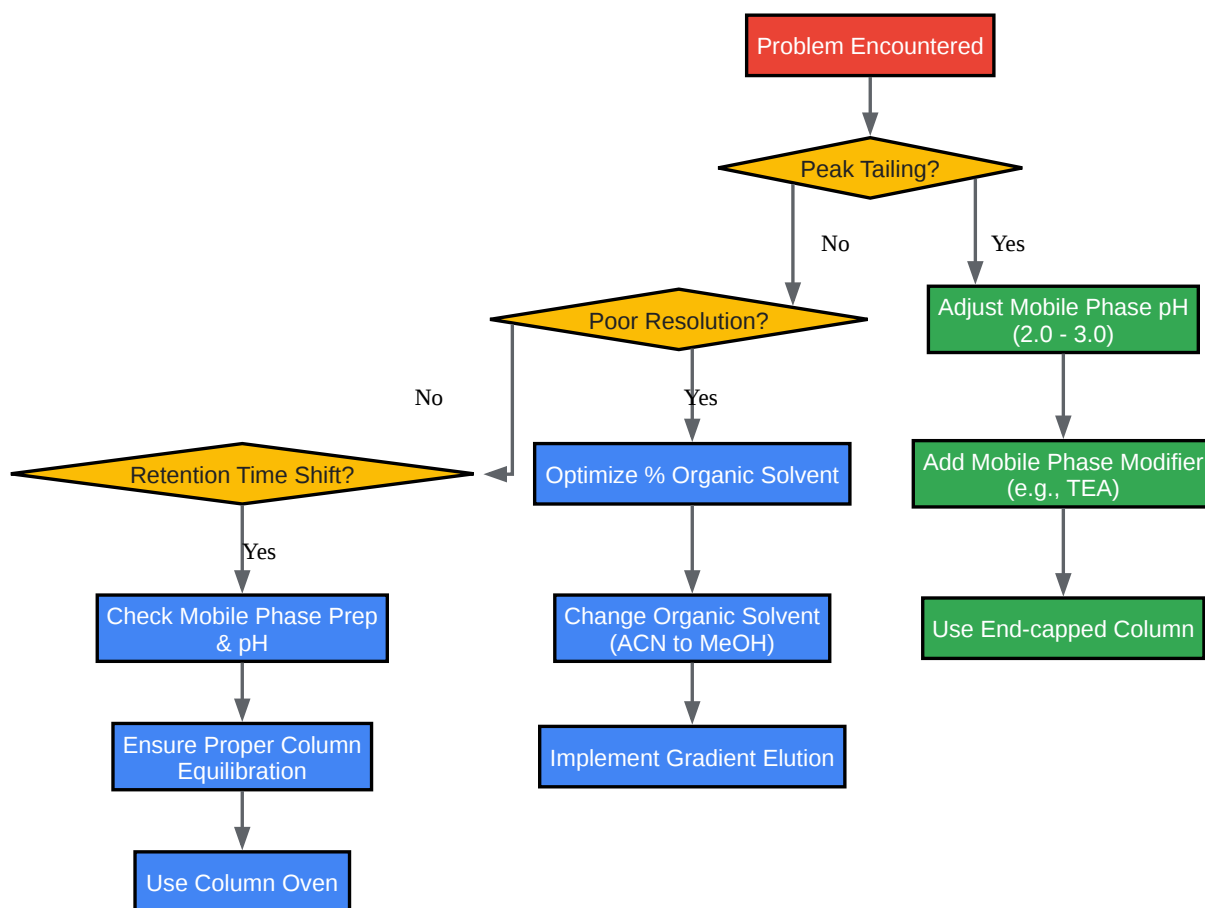 Problem Encountered
Peak Tailing?
No
Yes
Adjust Mobile Phase pH
(2.0 - 3.0)
Poor Resolution?
No
Yes
Add Mobile Phase Modifier
(e.g., TEA)
Retention Time Shift?
Optimize % Organic Solvent
Yes
Check Mobile Phase Prep
& pH
Change Organic Solvent
(ACN to MeOH)
Use End-capped Column
Ensure Proper Column
Equilibration
Implement Gradient Elution
Use Column Oven